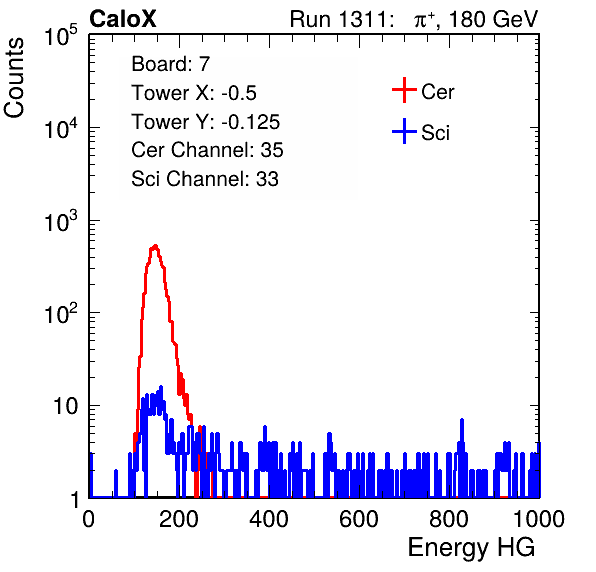 CaloX Run 1311: π⁺, 180 GeV
Counts
Board: 7
Tower X: -0.5
Tower Y: -0.125
Cer Channel: 35
Sci Channel: 33
Cer
Sci
10⁵
10⁴
10³
10²
10
1
0 200 400 600 800 1000
Energy HG